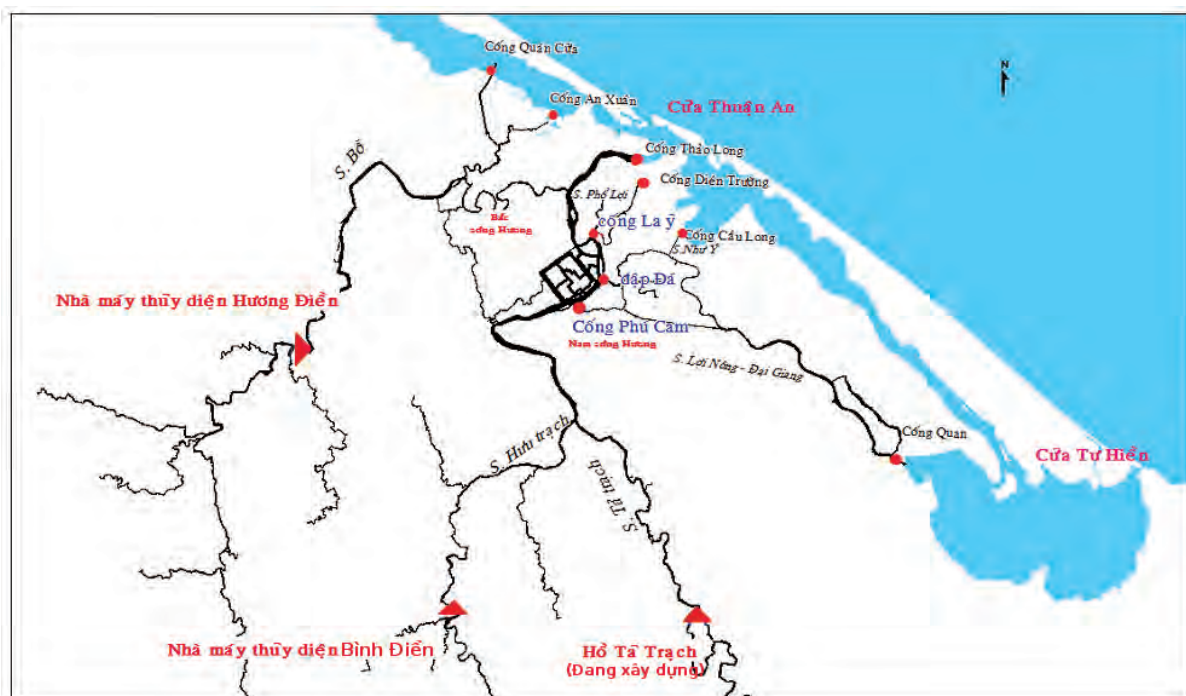 Cống Quán Cửa
N
Cống An Xuân
Cửa Thuận An
Cống Thảo Long
S. Bồ
Cống Diên Trường
S. Phổ Lợi
Bắc
sông Hương
cống La ỷ
Cống Cầu Long
S.Như Ý
đập Đá
Nhà máy thủy điện Hương Điền
Cống Phú Cam
Nam sông Hương
S. Lợi Nông - Đại Giang
Cống Quan
Cửa Tư Hiền
S. Hưu trạch
S. Tả trạch
Nhà máy thủy điện Bình Điền
Hồ Tả Trạch
(Đang xây dựng)